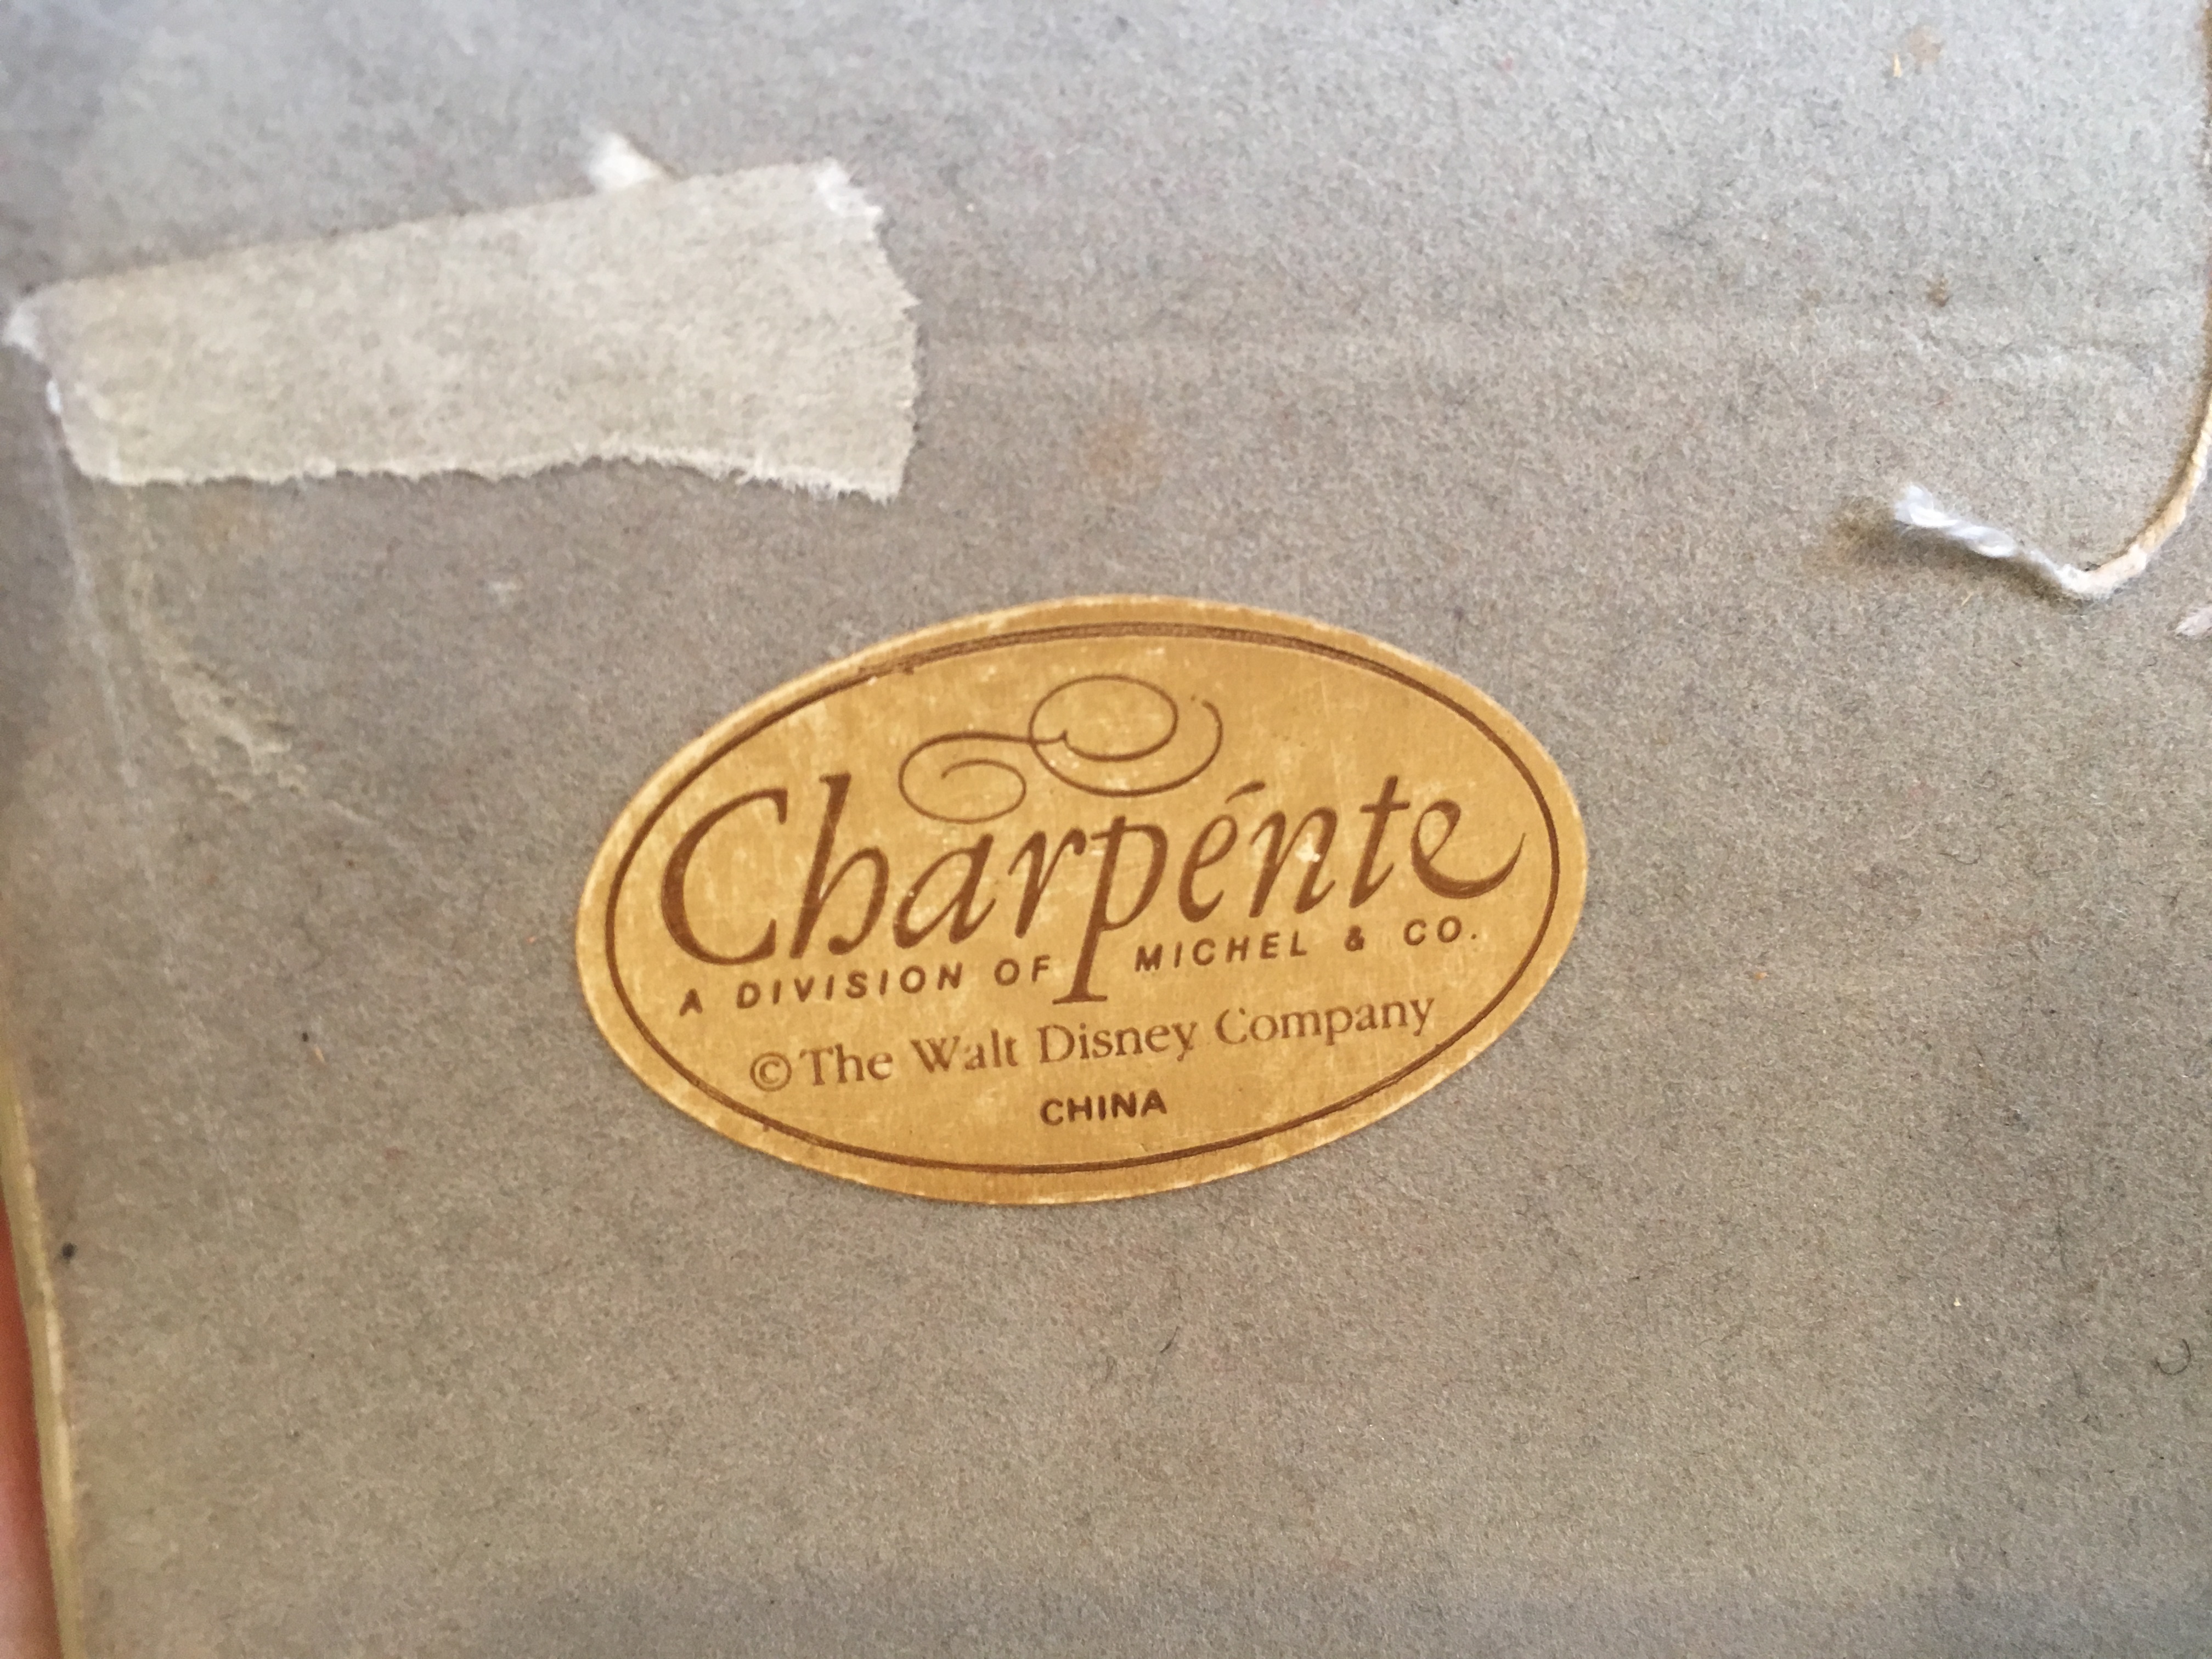 Charpénte
A DIVISION OF MICHEL & CO.
© The Walt Disney Company
CHINA